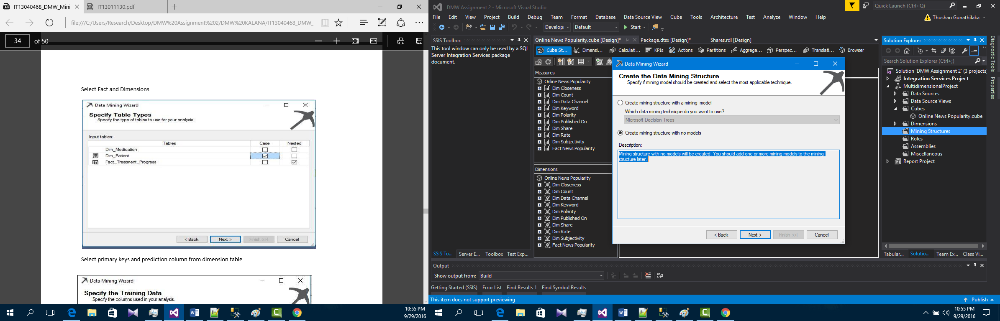 IT13040468_DMW_Mini
IT13011130.pdf
file:///C:/Users/Research/Desktop/DMW%20Assignment%202/DMW%20KALANA/IT13040468_DMW_
34 of 50
Select Fact and Dimensions
Data Mining Wizard
Specify Table Types
Specify the type of tables to use for your analysis.
Input tables:
Tables Case Nested
Dim_Medication
Dim_Patient
Fact_Treatment_Progress
< Back Next > Finish >>| Cancel
Select primary keys and prediction column from dimension table
Data Mining Wizard
Specify the Training Data
Specify the columns used in your analysis.
10:55 PM
9/29/2016
DMW Assignment 2 - Microsoft Visual Studio
Quick Launch (Ctrl+Q)
File Edit View Project Build Debug Team Format Database Data Source View Cube Tools Architecture Test Analyze Window Help
Thushan Gunathilaka
Develop Default Start
SSIS Toolbox
This tool window can only be used by a SQL
Server Integration Services package
document.
SSIS To... Server E... Toolbox Test Exp...
Online News Popularity.cube [Design]* Package.dtsx [Design]* Shares.rdl [Design]
Cube St... Dimensi... Calculati... KPIs Actions Partitions Aggrega... Perspec... Translati... Browser
Measures
Online News Popularity
Dim Closeness
Dim Count
Dim Data Channel
Dim Keyword
Dim Polarity
Dim Published On
Dim Share
Dim Rate
Dim Subjectivity
Fact News Popularity
Dimensions
Online News Popularity
Dim Closeness
Dim Count
Dim Data Channel
Dim Keyword
Dim Polarity
Dim Published On
Dim Share
Dim Rate
Dim Subjectivity
Fact News Popularity
Data Mining Wizard
Create the Data Mining Structure
Specify if mining model should be created and select the most applicable technique.
Create mining structure with a mining model
Which data mining technique do you want to use?
Microsoft Decision Trees
Create mining structure with no models
Description:
Mining structure with no models will be created. You should add one or more mining models to the mining
structure later.
< Back Next > Finish >>| Cancel
Solution Explorer
Search Solution Explorer (Ctrl+;)
Solution 'DMW Assignment 2' (3 projects
Integration Services Project
MultidimensionalProject
Data Sources
Data Source Views
Cubes
Online News Popularity.cube
Dimensions
Mining Structures
Roles
Assemblies
Miscellaneous
Report Project
Tabular... Solutio... Team Ex... Class Vi...
Diagnostic Tools
Properties
Output
Show output from: Build
Getting Started (SSIS) Error List Find Results 1 Find Symbol Results
This item does not support previewing
Publish
10:55 PM
9/29/2016